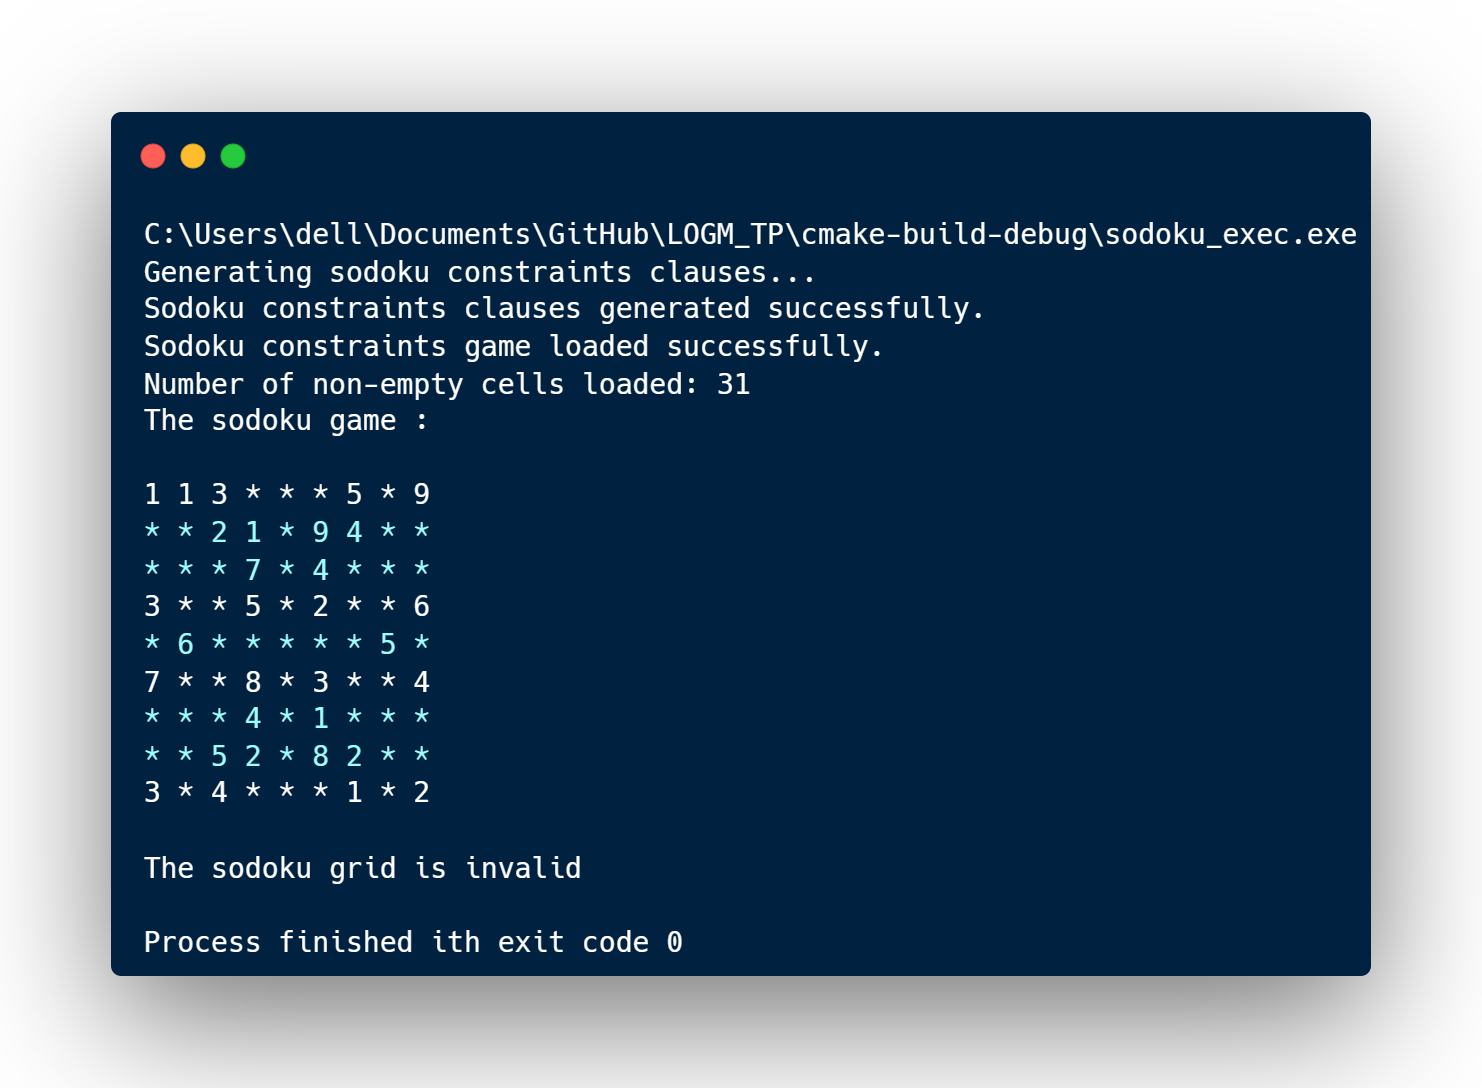 C:\Users\dell\Documents\GitHub\LOGM_TP\cmake-build-debug\sodoku_exec.exe
Generating sodoku constraints clauses...
Sodoku constraints clauses generated successfully.
Sodoku constraints game loaded successfully.
Number of non-empty cells loaded: 31
The sodoku game :
1 1 3 * * * 5 * 9
* * 2 1 * 9 4 * *
* * * 7 * 4 * * *
3 * * 5 * 2 * * 6
* 6 * * * * * 5 *
7 * * 8 * 3 * * 4
* * * 4 * 1 * * *
* * 5 2 * 8 2 * *
3 * 4 * * * 1 * 2
The sodoku grid is invalid
Process finished ith exit code 0